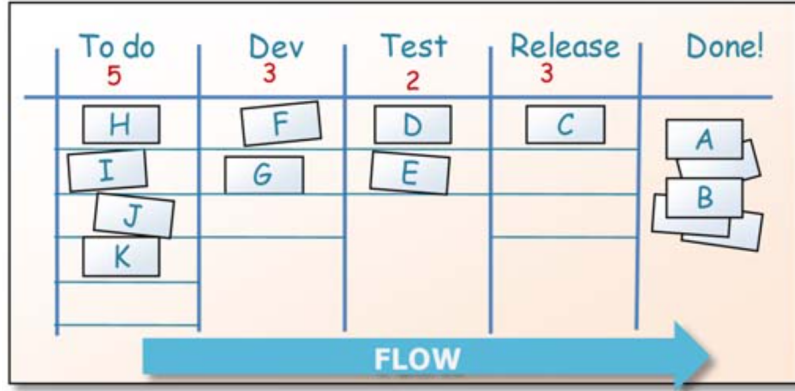 To do Dev Test Release Done!
5 3 2 3
H F D C A
I G E
J B
K
FLOW